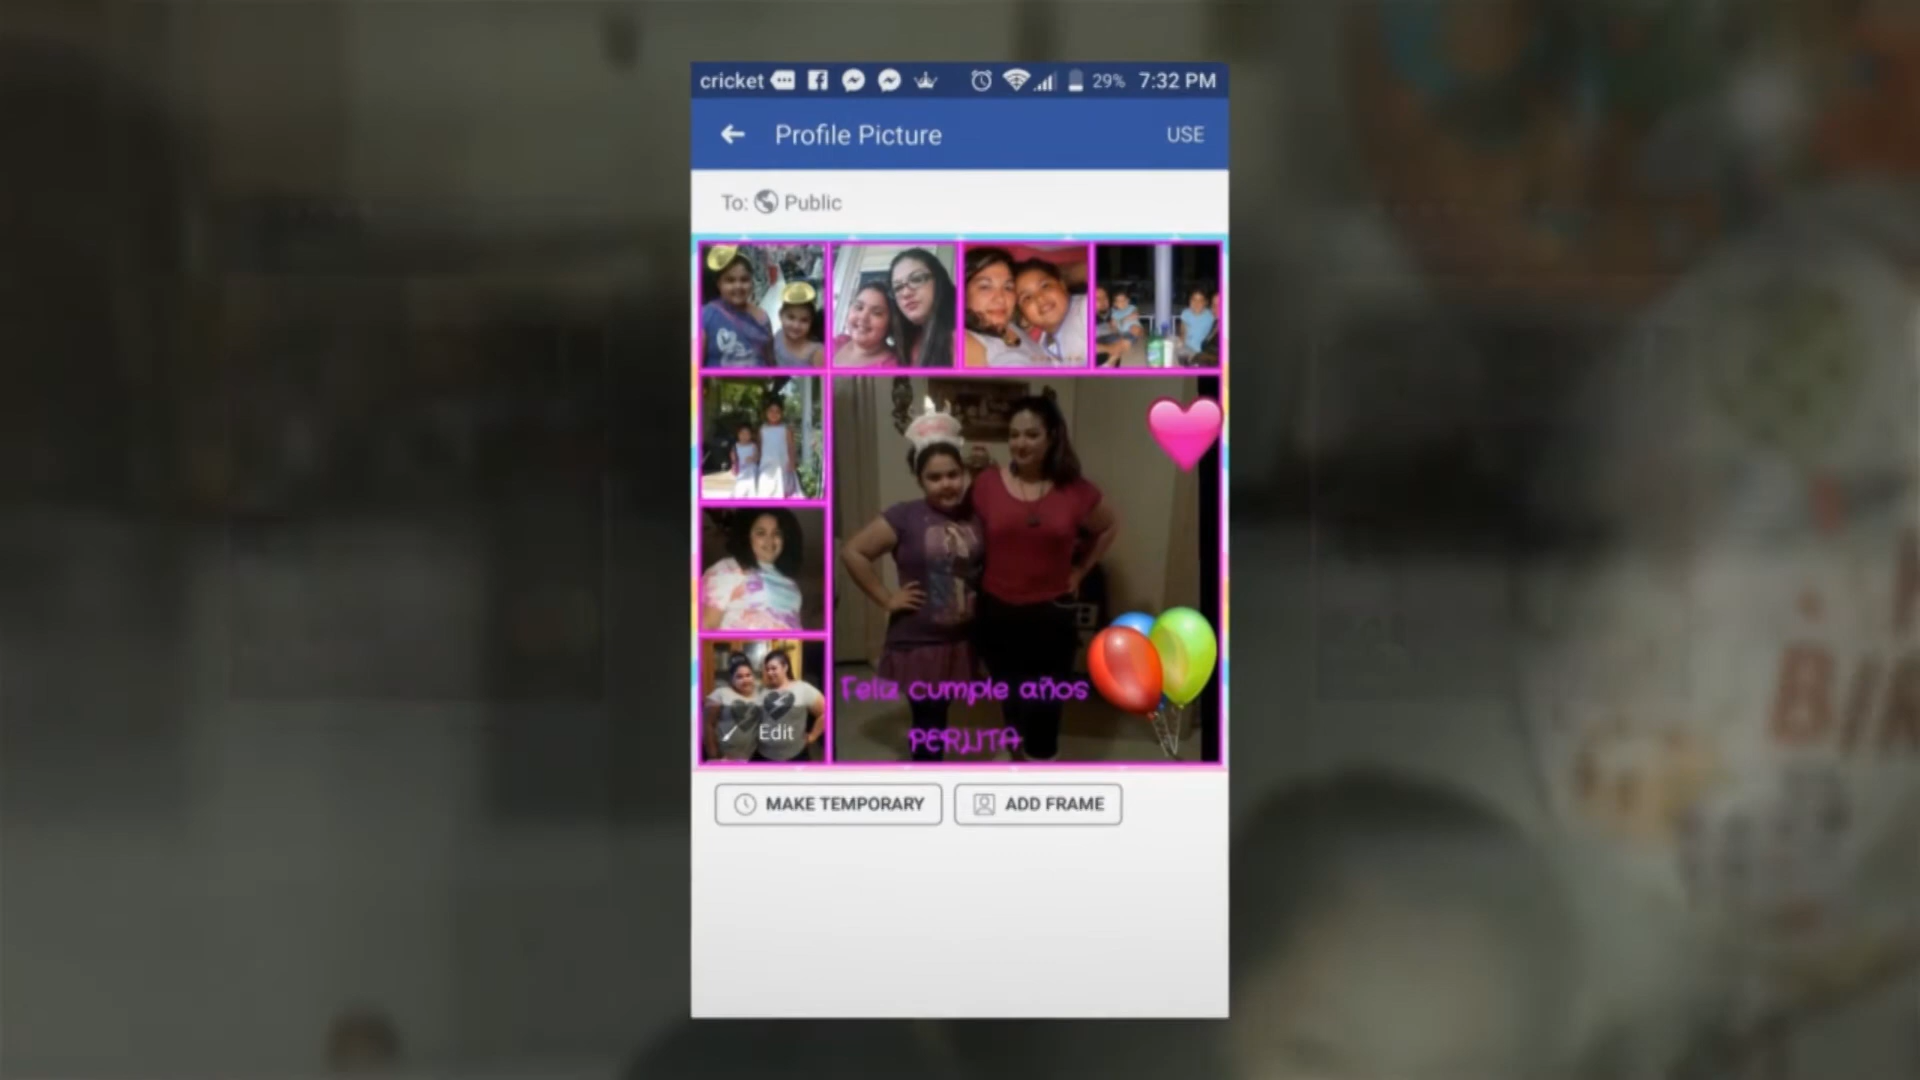 cricket 29% 7:32 PM
Profile Picture USE
To: Public
Feliz cumple años
PERLITA
Edit
MAKE TEMPORARY ADD FRAME